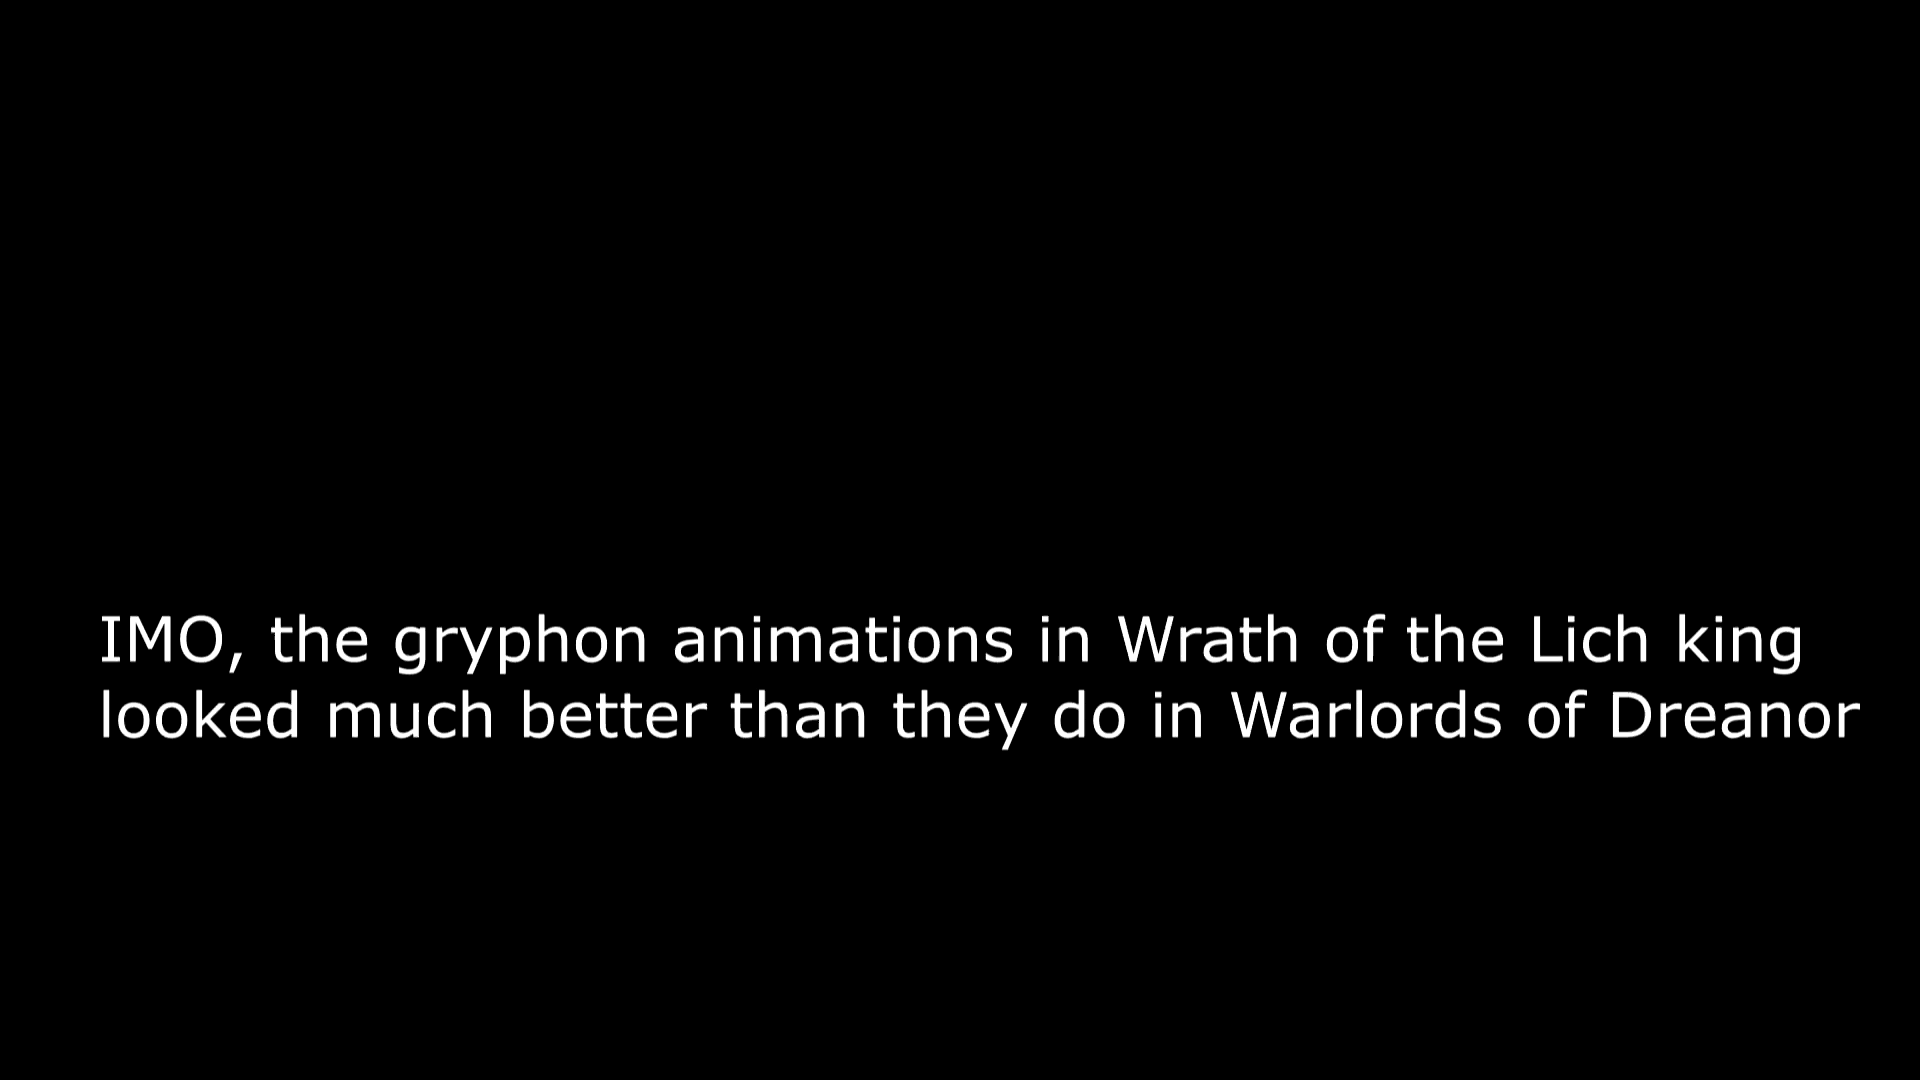 IMO, the gryphon animations in Wrath of the Lich king
looked much better than they do in Warlords of Dreanor